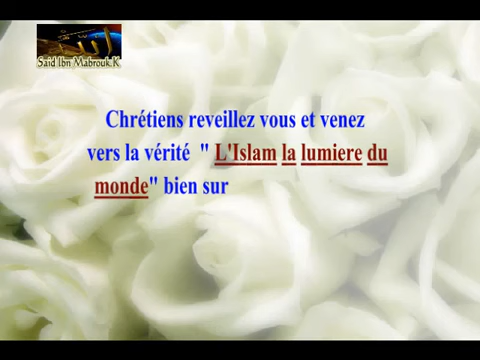 Said Ibn Mabrouk.K
Chrétiens reveillez vous et venez
vers la vérité " L'Islam la lumiere du
monde" bien sur